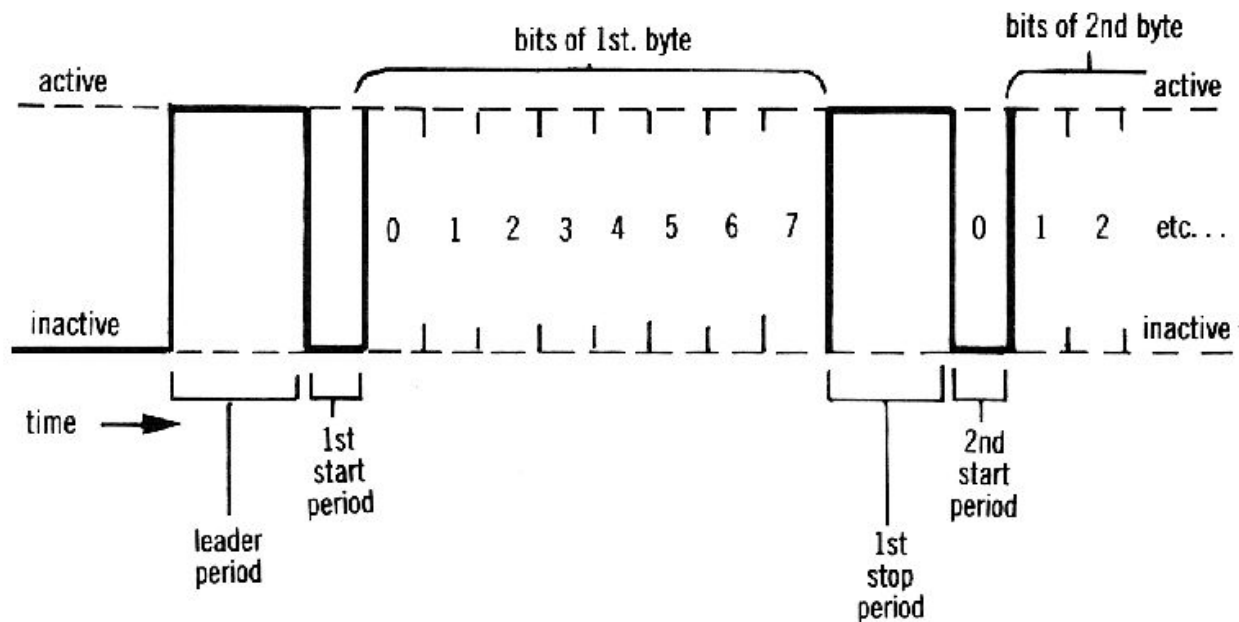 bits of 1st. byte
bits of 2nd byte
active
active
0 1 2 3 4 5 6 7
0 1 2 etc...
inactive
inactive
time
1st
start
period
2nd
start
period
leader
period
1st
stop
period